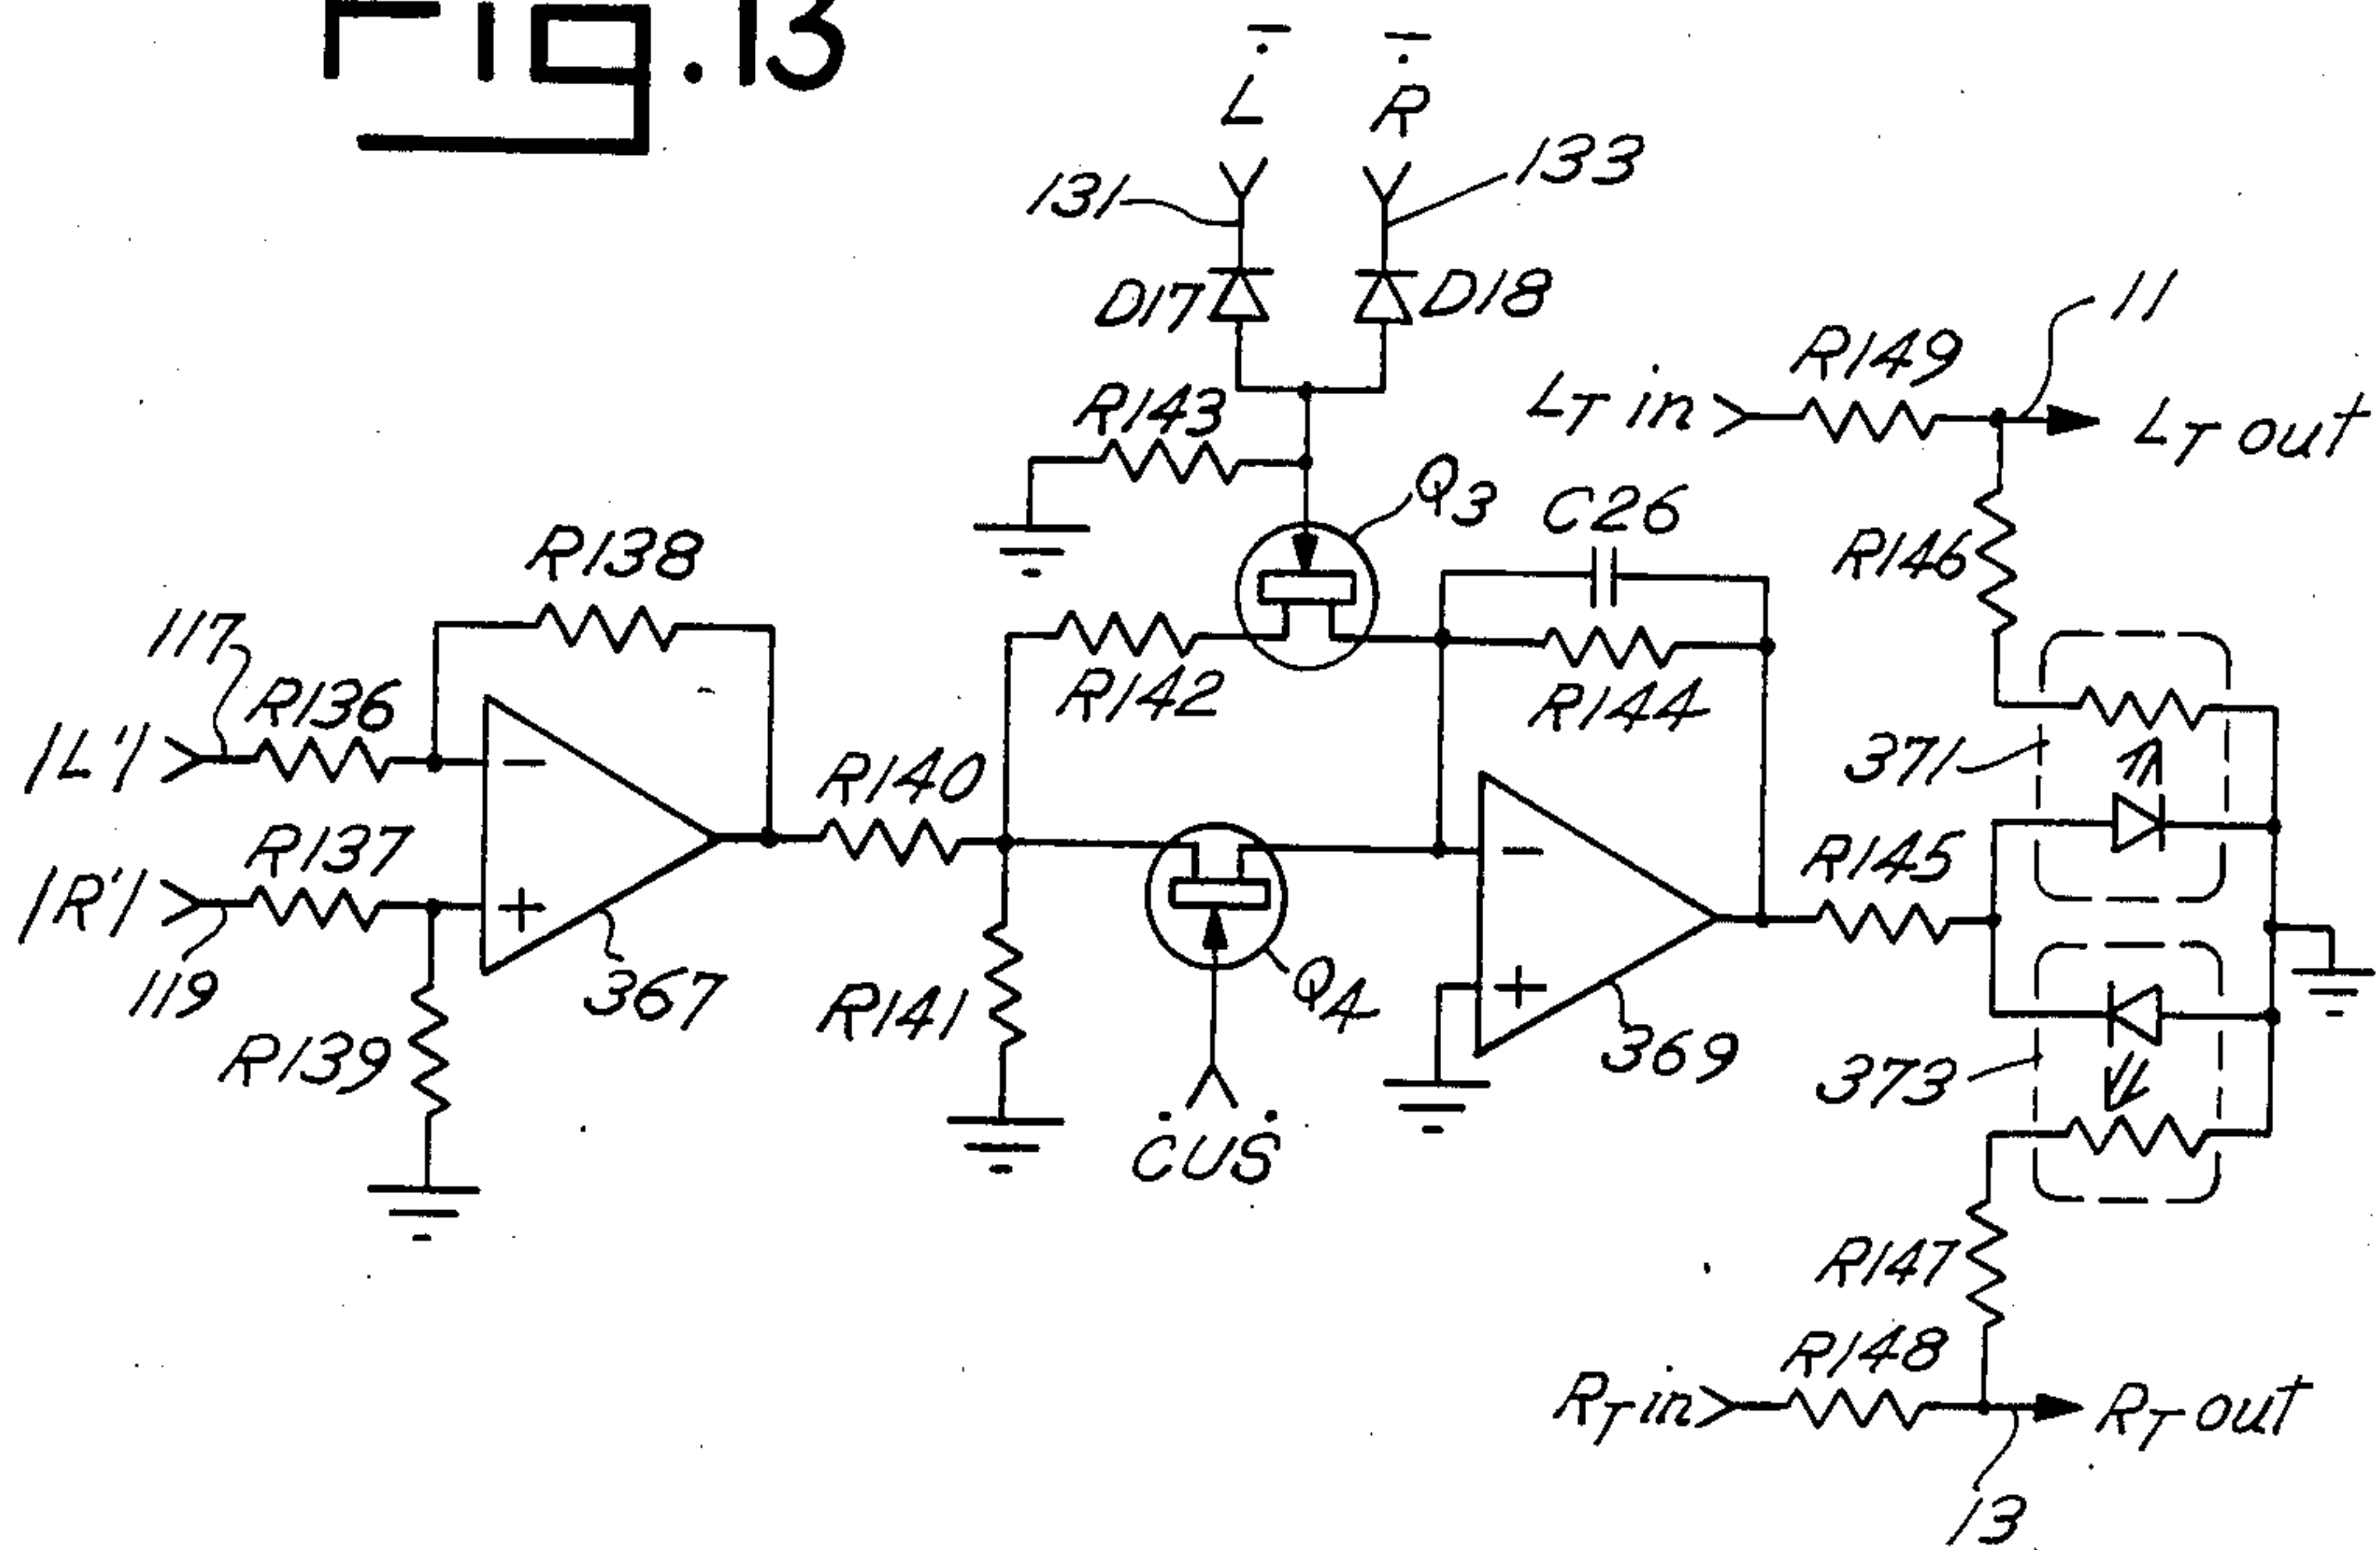 Fig.13
L̇̄ Ṙ̄
131 133
D17 D18
11
R149
LT in LT out
R143
Q3 C26
R146
R138
117
R136 R142 R144
371
|L'|
R140
R137 R145
|R'|
119 367 R141 Q4 369
R139 373
ĊUṠ
R147
R148
RT in RT out
13
- + - +